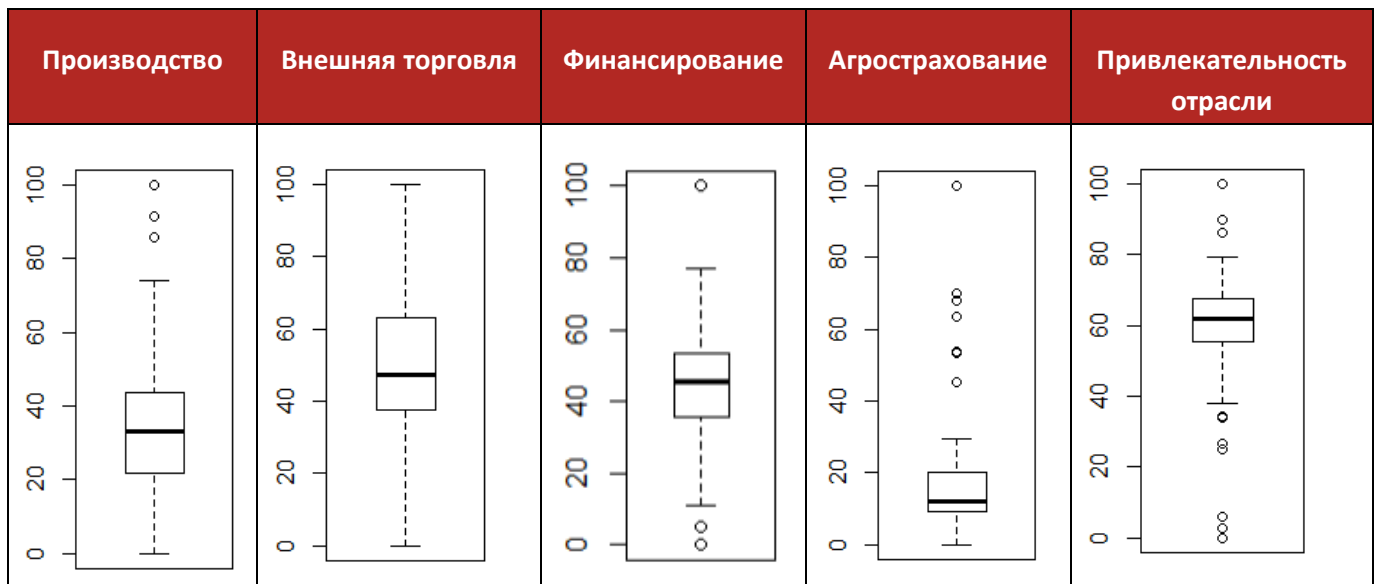 Производство
Внешняя торговля
Финансирование
Агрострахование
Привлекательность
отрасли
0 20 40 60 80 100
0 20 40 60 80 100
0 20 40 60 80 100
0 20 40 60 80 100
0 20 40 60 80 100